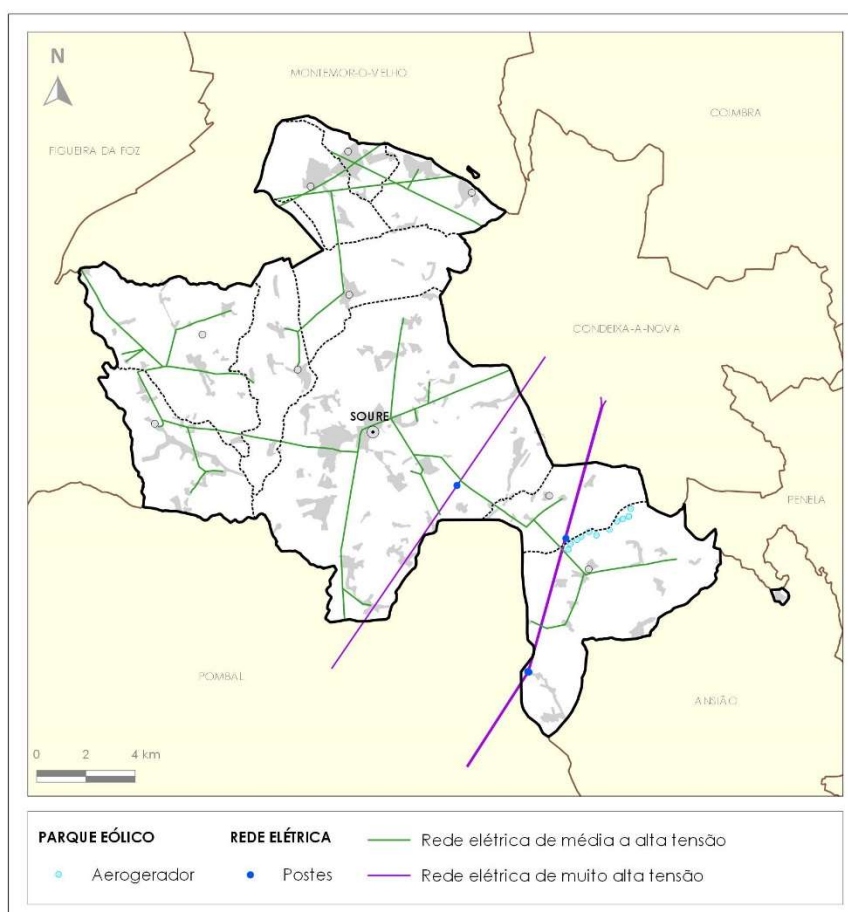 N
MONTEMOR-O-VELHO
COIMBRA
FIGUEIRA DA FOZ
CONDEIXA-A-NOVA
SOURE
PENELA
POMBAL
ANSIÃO
0 2 4 km
PARQUE EÓLICO
Aerogerador
REDE ELÉTRICA
Postes
Rede elétrica de média a alta tensão
Rede elétrica de muito alta tensão